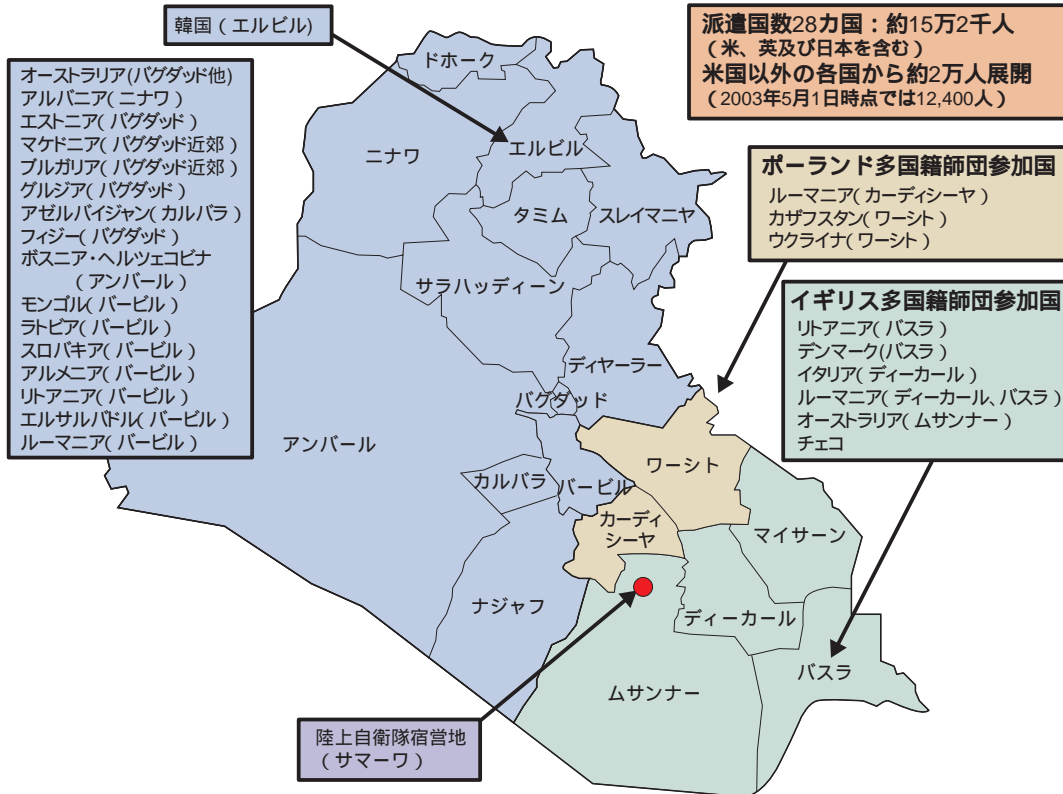 韓国(エルビル)
派遣国数28カ国:約15万2千人
(米、英及び日本を含む)
米国以外の各国から約2万人展開
(2003年5月1日時点では12,400人)
オーストラリア(バグダッド他)
アルバニア(ニナワ)
エストニア(バグダッド)
マケドニア(バグダッド近郊)
ブルガリア(バグダッド近郊)
グルジア(バグダッド)
アゼルバイジャン(カルバラ)
フィジー(バグダッド)
ボスニア・ヘルツェコビナ
(アンバール)
モンゴル(バービル)
ラトビア(バービル)
スロバキア(バービル)
アルメニア(バービル)
リトアニア(バービル)
エルサルバドル(バービル)
ルーマニア(バービル)
ポーランド多国籍師団参加国
ルーマニア(カーディシーヤ)
カザフスタン(ワーシト)
ウクライナ(ワーシト)
イギリス多国籍師団参加国
リトアニア(バスラ)
デンマーク(バスラ)
イタリア(ディーカール)
ルーマニア(ディーカール、バスラ)
オーストラリア(ムサンナー)
チェコ
ドホーク
ニナワ
エルビル
タミム
スレイマニヤ
サラハッディーン
ディヤーラー
バグダッド
アンバール
カルバラ
バービル
ワーシト
カーディ
シーヤ
マイサーン
ナジャフ
ディーカール
ムサンナー
バスラ
陸上自衛隊宿営地
(サマーワ)